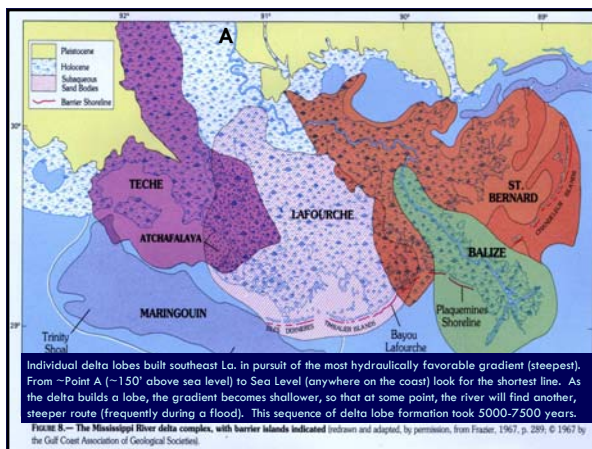 92
91
90
89
A
Pleistocene
Holocene
Subaqueous
Sand Bodies
Barrier Shoreline
30
30
TECHE
ATCHAFALAYA
LAFOURCHE
ST.
BERNARD
CHANDELEUR ISLANDS
BALIZE
MARINGOUIN
Plaquemines
Shoreline
ISLES DERNIERES
TIMBALIER ISLANDS
Bayou
Lafourche
Trinity
Shoal
29
29
Individual delta lobes built southeast La. in pursuit of the most hydraulically favorable gradient (steepest).
From ~Point A (~150' above sea level) to Sea Level (anywhere on the coast) look for the shortest line. As
the delta builds a lobe, the gradient becomes shallower, so that at some point, the river will find another,
steeper route (frequently during a flood). This sequence of delta lobe formation took 5000-7500 years.
FIGURE 8.— The Mississippi River delta complex, with barrier islands indicated (redrawn and adapted, by permission, from Frazier, 1967, p. 289; © 1967 by
the Gulf Coast Association of Geological Societies).